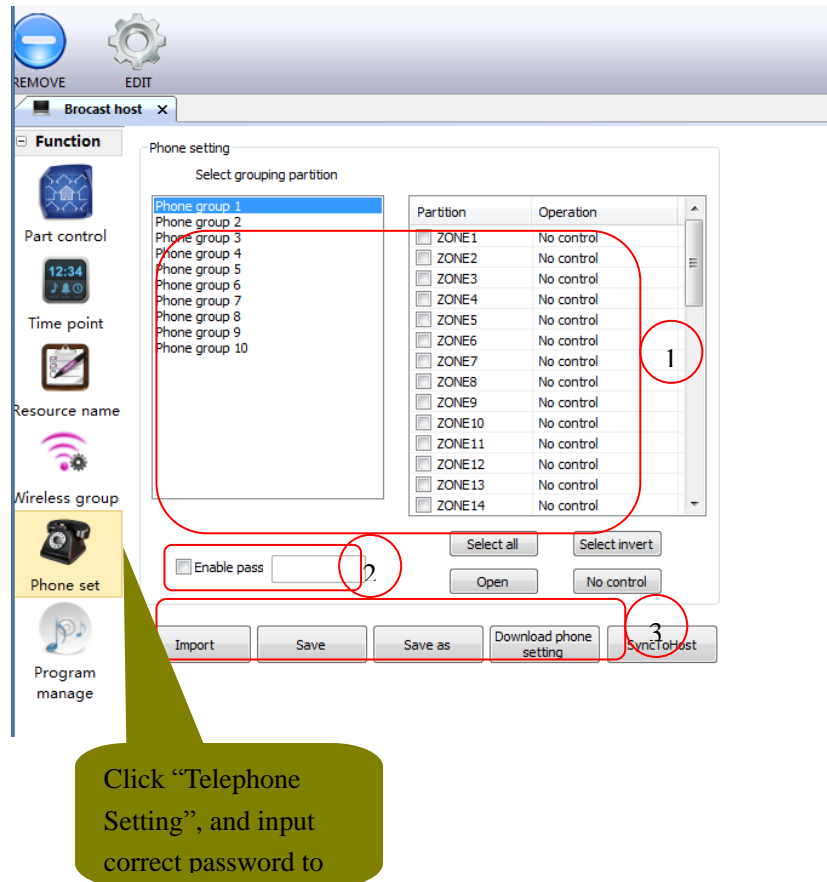 REMOVE EDIT
Brocast host x
Function
Part control
12:34
Time point
Resource name
Wireless group
Phone set
Program
manage
Phone setting
Select grouping partition
Phone group 1
Phone group 2
Phone group 3
Phone group 4
Phone group 5
Phone group 6
Phone group 7
Phone group 8
Phone group 9
Phone group 10
Partition Operation
ZONE1 No control
ZONE2 No control
ZONE3 No control
ZONE4 No control
ZONE5 No control
ZONE6 No control
ZONE7 No control
ZONE8 No control
ZONE9 No control
ZONE10 No control
ZONE11 No control
ZONE12 No control
ZONE13 No control
ZONE14 No control
1
Enable pass
2
Select all Select invert
Open No control
3
Import Save Save as Download phone
setting SyncToHost
Click “Telephone
Setting”, and input
correct password to